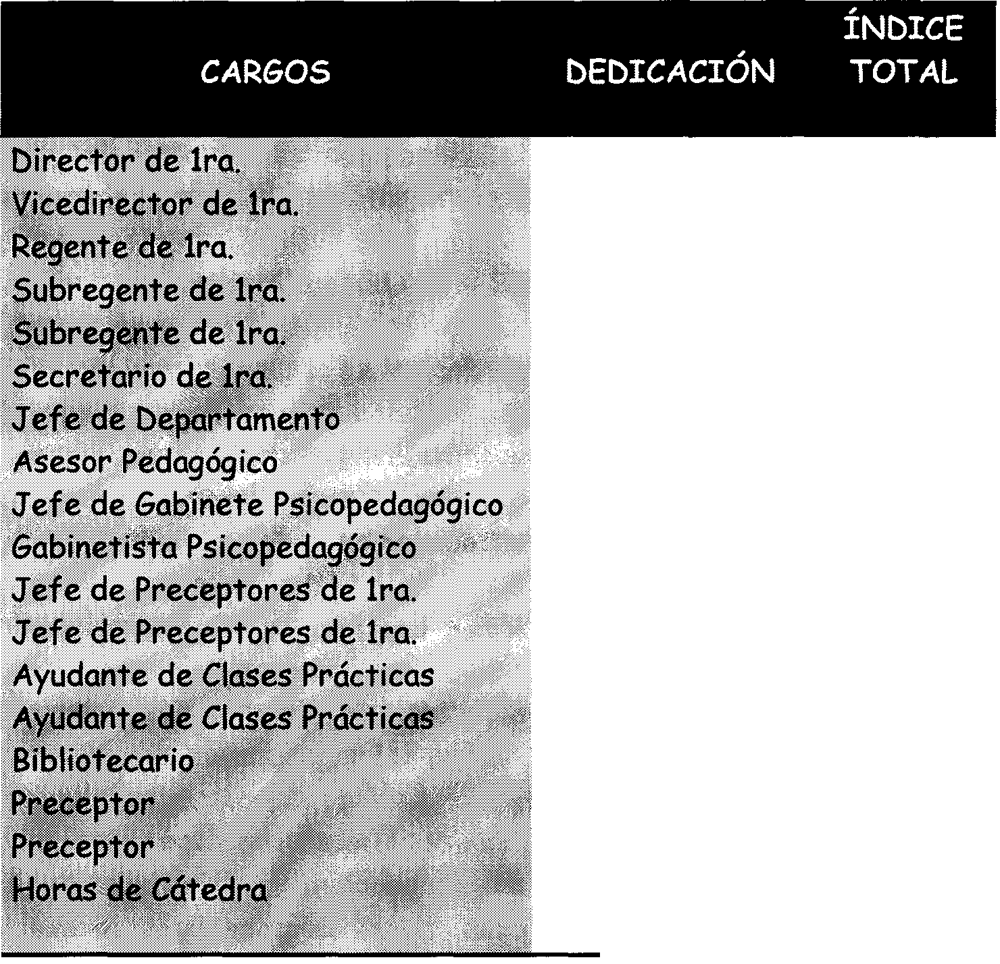 ÍNDICE
CARGOS DEDICACIÓN TOTAL
Director de 1ra.
Vicedirector de 1ra.
Regente de 1ra.
Subregente de 1ra.
Subregente de 1ra.
Secretario de 1ra.
Jefe de Departamento
Asesor Pedagógico
Jefe de Gabinete Psicopedagógico
Gabinetista Psicopedagógico
Jefe de Preceptores de 1ra.
Jefe de Preceptores de 1ra.
Ayudante de Clases Prácticas
Ayudante de Clases Prácticas
Bibliotecario
Preceptor
Preceptor
Horas de Cátedra